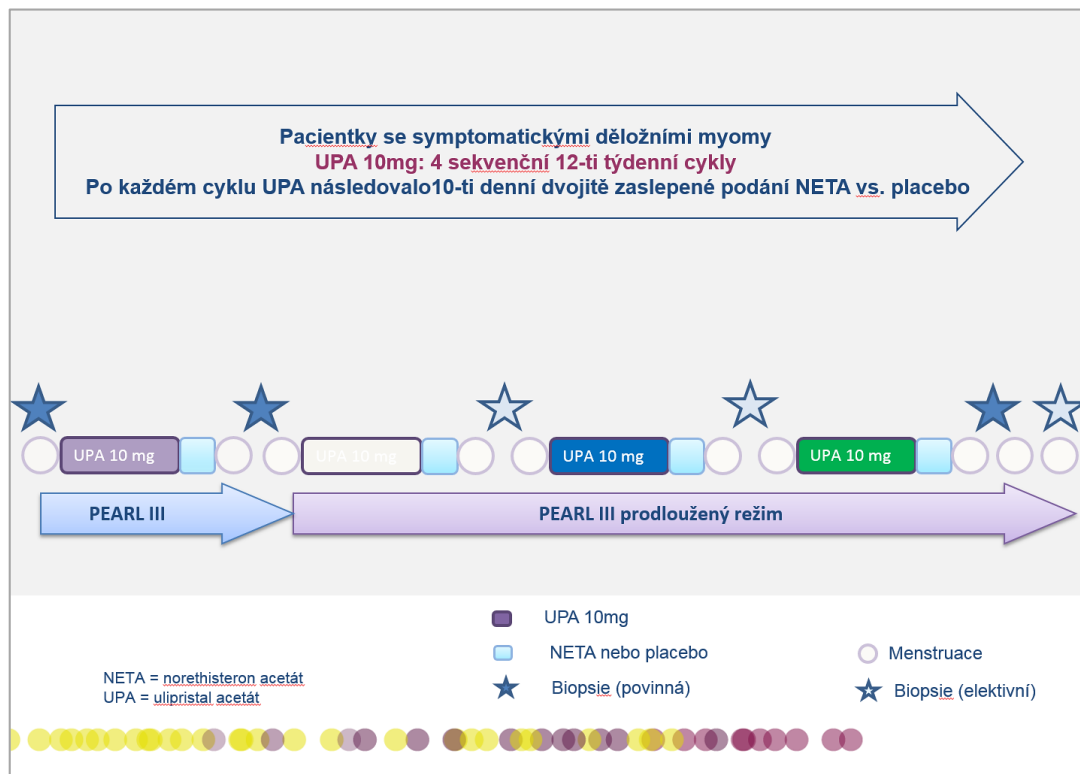 Pacientky se symptomatickými děložními myomy
UPA 10mg: 4 sekvenční 12-ti týdenní cykly
Po každém cyklu UPA následovalo10-ti denní dvojitě zaslepené podání NETA vs. placebo
UPA 10 mg
UPA 10 mg
UPA 10 mg
UPA 10 mg
PEARL III
PEARL III prodloužený režim
UPA 10mg
NETA nebo placebo
Menstruace
NETA = norethisteron acetát
UPA = ulipristal acetát
Biopsie (povinná)
Biopsie (elektivní)